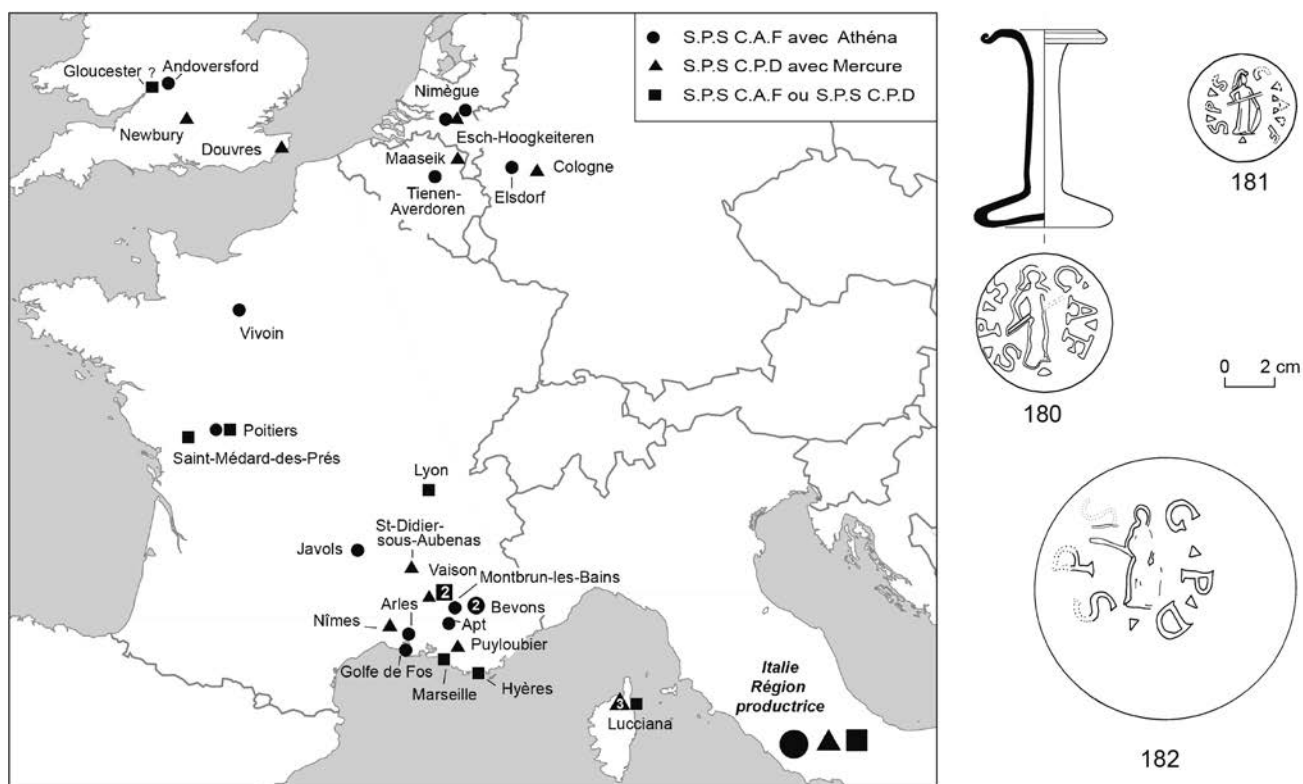 S.P.S C.A.F avec Athéna
S.P.S C.P.D avec Mercure
S.P.S C.A.F ou S.P.S C.P.D
Gloucester ?
Andoversford
Newbury
Douvres
Nimègue
Esch-Hoogkeiteren
Maaseik
Cologne
Elsdorf
Tienen-
Averdoren
Vivoin
Poitiers
Saint-Médard-des-Prés
Lyon
St-Didier-
sous-Aubenas
Javols
Vaison
2
Montbrun-les-Bains
2
Bevons
Arles
Apt
Nîmes
Puyloubier
Golfe de Fos
Marseille
Hyères
3
Lucciana
Italie
Région
productrice
S.P.S C.A.F
181
S.P.S C.A.F
180
0 2 cm
S.P.S G.P.D
182